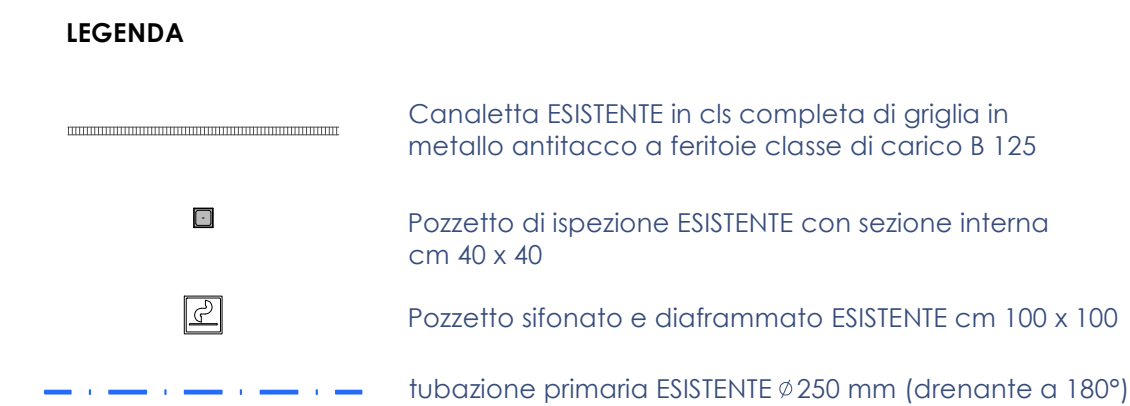 LEGENDA
Canaletta ESISTENTE in cls completa di griglia in
metallo antitacco a feritoie classe di carico B 125
Pozzetto di ispezione ESISTENTE con sezione interna
cm 40 x 40
Pozzetto sifonato e diaframmato ESISTENTE cm 100 x 100
tubazione primaria ESISTENTE ∅250 mm (drenante a 180°)